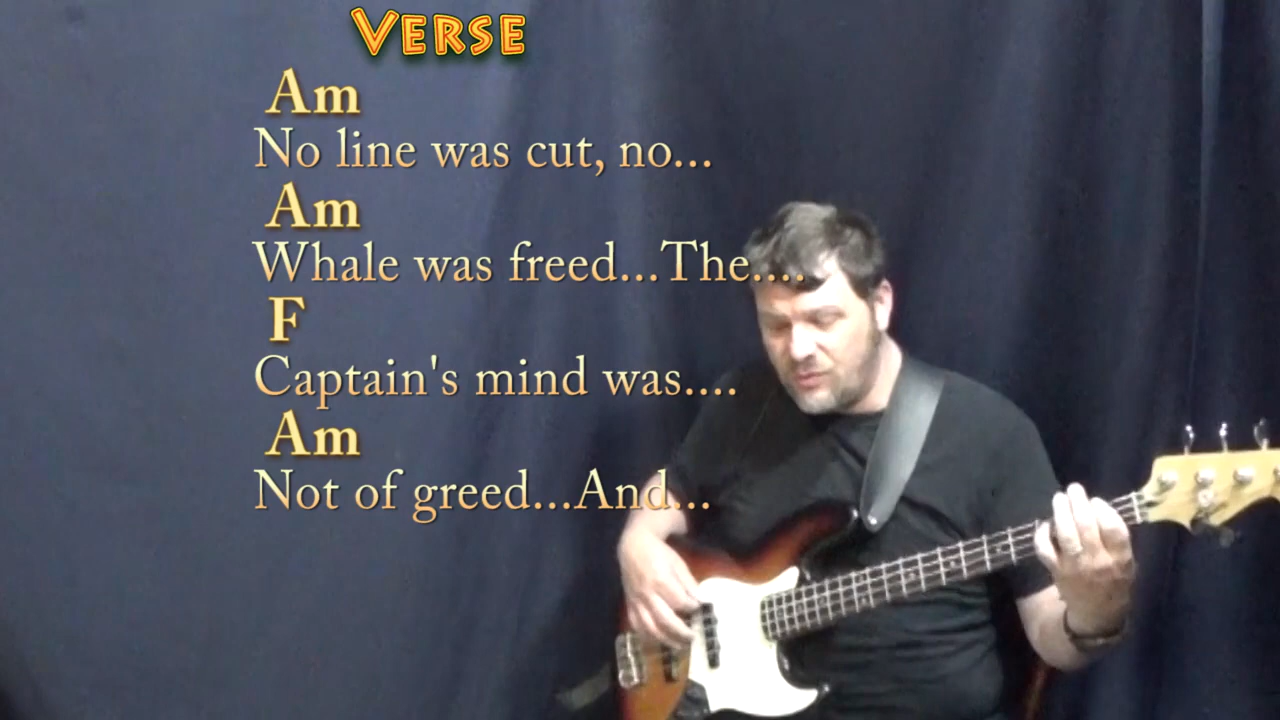 VERSE
Am
No line was cut, no...
Am
Whale was freed...The....
F
Captain's mind was....
Am
Not of greed...And...